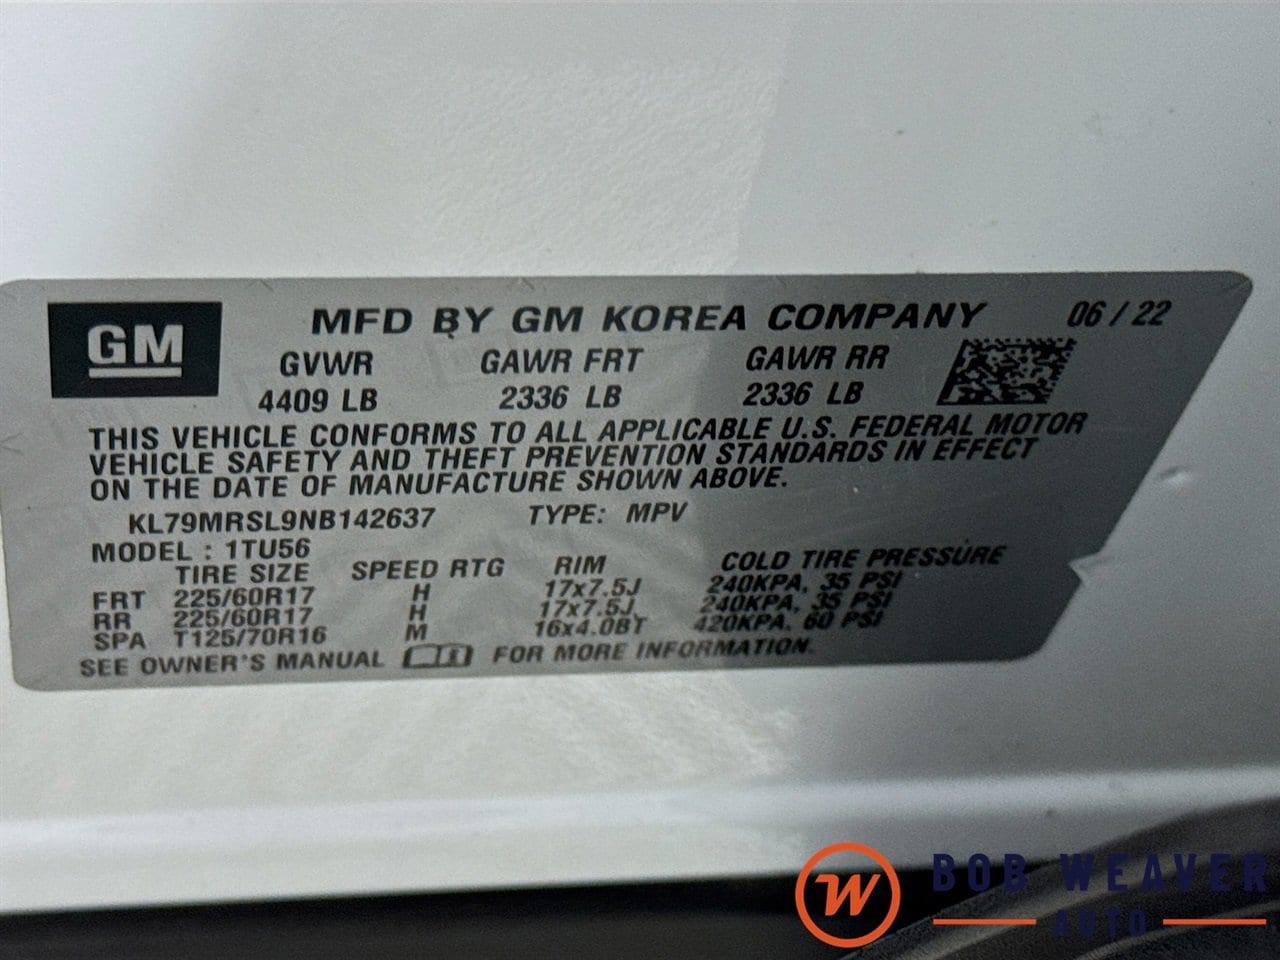 GM
MFD BY GM KOREA COMPANY 06 / 22
GVWR GAWR FRT GAWR RR
4409 LB 2336 LB 2336 LB
THIS VEHICLE CONFORMS TO ALL APPLICABLE U.S. FEDERAL MOTOR
VEHICLE SAFETY AND THEFT PREVENTION STANDARDS IN EFFECT
ON THE DATE OF MANUFACTURE SHOWN ABOVE.
KL79MRSL9NB142637 TYPE: MPV
MODEL : 1TU56
TIRE SIZE SPEED RTG RIM COLD TIRE PRESSURE
FRT 225/60R17 H 17x7.5J 240KPA, 35 PSI
RR 225/60R17 H 17x7.5J 240KPA, 35 PSI
SPA T125/70R16 M 16x4.0BT 420KPA, 60 PSI
SEE OWNER'S MANUAL FOR MORE INFORMATION.
W BOB WEAVER
AUTO